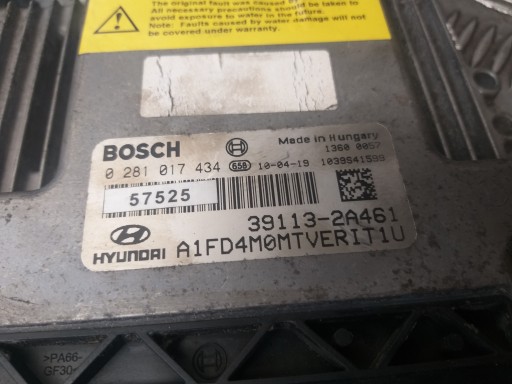 The original fault was caused by
All necessary precautions should be taken to
avoid exposure to water in the future.
Note: Faults caused by water damage will not
be covered under warranty.
BOSCH
Made in Hungary
1360 0057
0 281 017 434 658 10-04-19 1039S41599
57525
39113-2A461
HYUNDAI A1FD4M0MTVERIT1U
>PA66-
GF30-